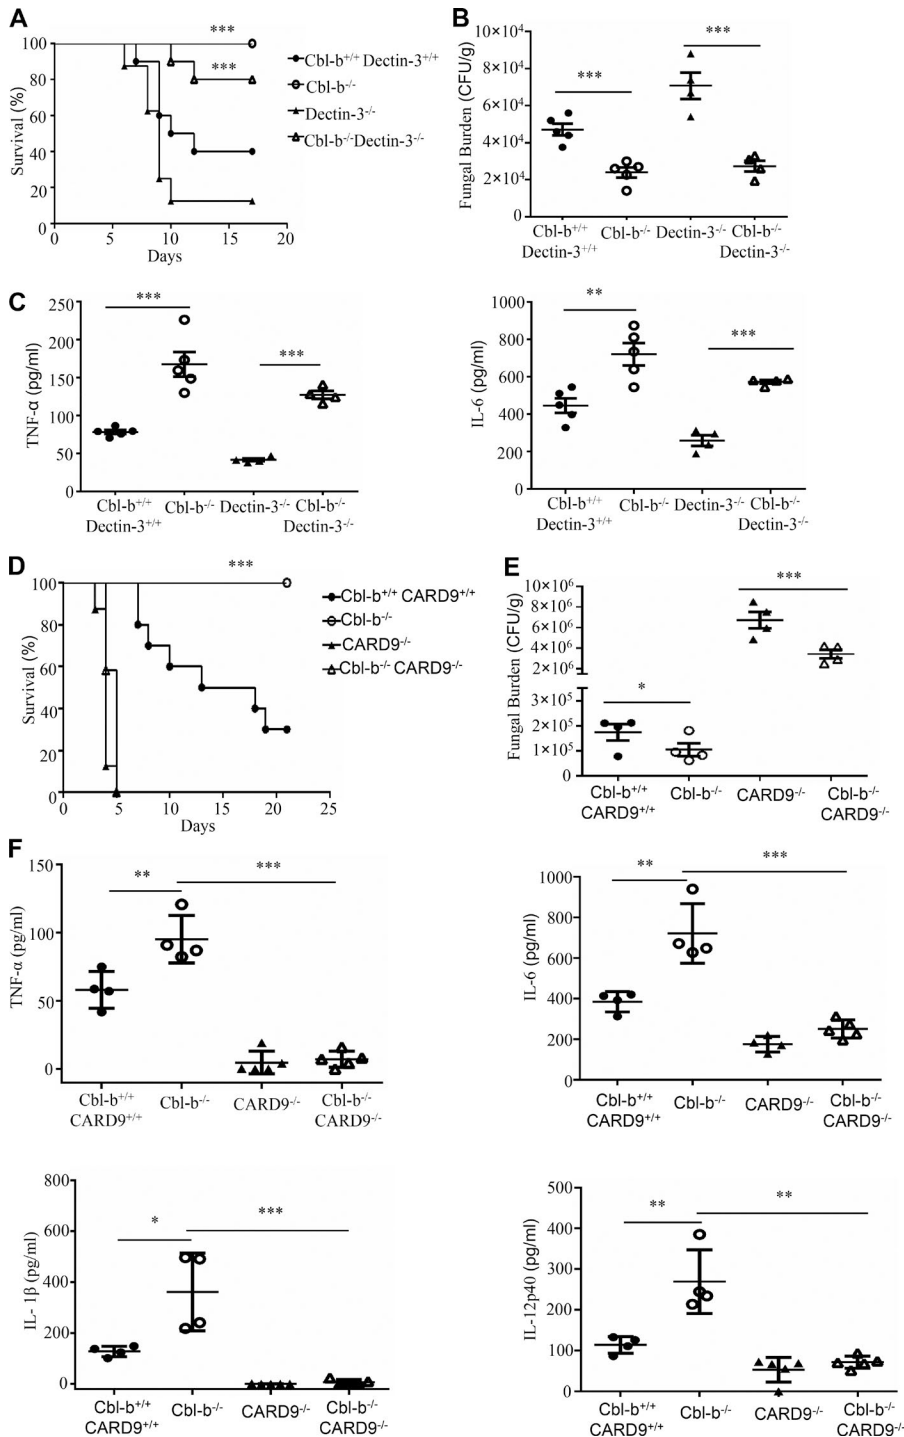 A
***
***
Survival (%)
100
80
60
40
20
0
0 5 10 15 20
Days
Cbl-b+/+ Dectin-3+/+
Cbl-b-/-
Dectin-3-/-
Cbl-b-/-Dectin-3-/-
B
***
***
Fungal Burden (CFU/g)
8×10⁴
6×10⁴
4×10⁴
2×10⁴
0
Cbl-b+/+ Cbl-b-/- Dectin-3-/- Cbl-b-/-
Dectin-3+/+ Dectin-3-/-
C
***
***
TNF-α (pg/ml)
250
200
150
100
50
0
Cbl-b+/+ Cbl-b-/- Dectin-3-/- Cbl-b-/-
Dectin-3+/+ Dectin-3-/-
**
***
IL-6 (pg/ml)
1000
800
600
400
200
0
Cbl-b+/+ Cbl-b-/- Dectin-3-/- Cbl-b-/-
Dectin-3+/+ Dectin-3-/-
D
***
Survival (%)
100
80
60
40
20
0
0 5 10 15 20 25
Days
Cbl-b+/+ CARD9+/+
Cbl-b-/-
CARD9-/-
Cbl-b-/- CARD9-/-
E
***
*
Fungal Burden (CFU/g)
10×10⁶
8×10⁶
6×10⁶
4×10⁶
2×10⁶
3×10⁵
2×10⁵
1×10⁵
0
Cbl-b+/+ Cbl-b-/- CARD9-/- Cbl-b-/-
CARD9+/+ CARD9-/-
F
**
***
TNF-α (pg/ml)
150
100
50
0
Cbl-b+/+ Cbl-b-/- CARD9-/- Cbl-b-/-
CARD9+/+ CARD9-/-
**
***
IL-6 (pg/ml)
1000
800
600
400
200
0
Cbl-b+/+ Cbl-b-/- CARD9-/- Cbl-b-/-
CARD9+/+ CARD9-/-
*
***
IL- 1β (pg/ml)
800
600
400
200
0
Cbl-b+/+ Cbl-b-/- CARD9-/- Cbl-b-/-
CARD9+/+ CARD9-/-
**
**
IL-12p40 (pg/ml)
500
400
300
200
100
0
Cbl-b+/+ Cbl-b-/- CARD9-/- Cbl-b-/-
CARD9+/+ CARD9-/-